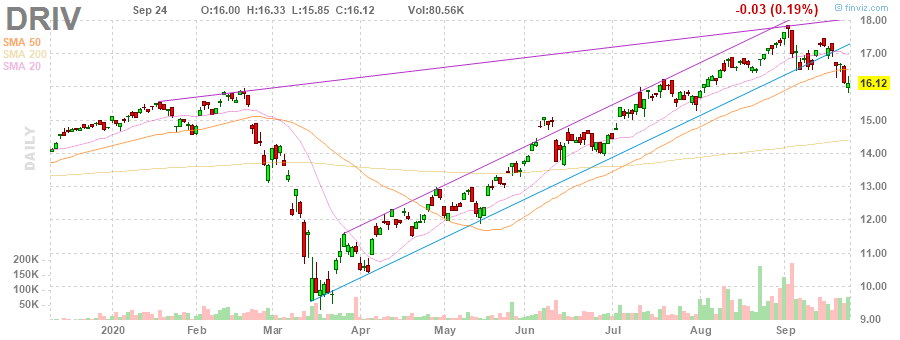 DRIV
Sep 24 O:16.00 H:16.33 L:15.85 C:16.12 Vol:80.56K -0.03 (0.19%)
© finviz.com
SMA 50
SMA 200
SMA 20
DAILY
18.00
17.00
16.12
15.00
14.00
13.00
12.00
11.00
10.00
9.00
200K
150K
100K
50K
2020 Feb Mar Apr May Jun Jul Aug Sep